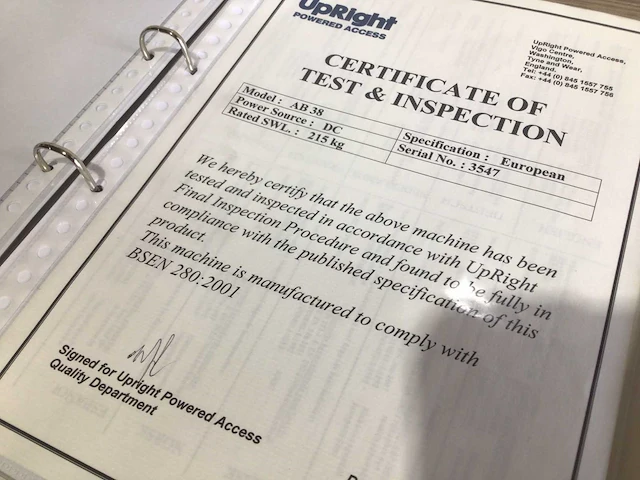 UpRight
POWERED ACCESS
UpRight Powered Access,
Vigo Centre,
Washington,
Tyne and Wear,
England.
Tel: +44 (0) 845 1557 755
Fax: +44 (0) 845 1557 756
CERTIFICATE OF
TEST & INSPECTION
Model : AB 38
Power Source : DC
Rated SWL. : 215 kg
Specification : European
Serial No. : 3547
We hereby certify that the above machine has been
tested and inspected in accordance with UpRight
Final Inspection Procedure and found to be fully in
compliance with the published specification of this
product.
This machine is manufactured to comply with
BSEN 280:2001
Signed for Upright Powered Access
Quality Department